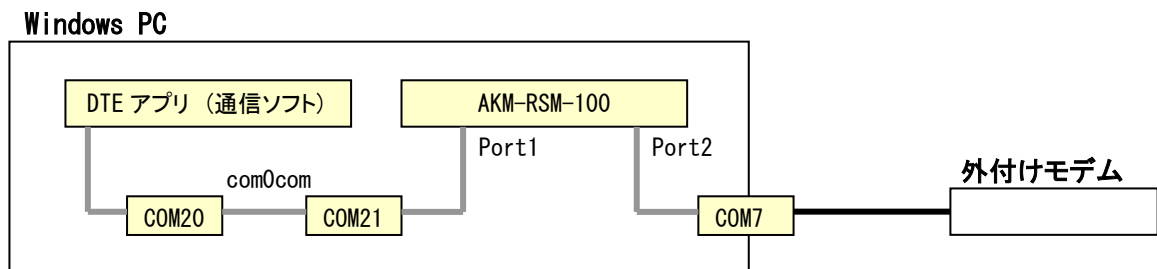 Windows PC
DTE アプリ （通信ソフト）
AKM-RSM-100
Port1
Port2
com0com
外付けモデム
COM20
COM21
COM7